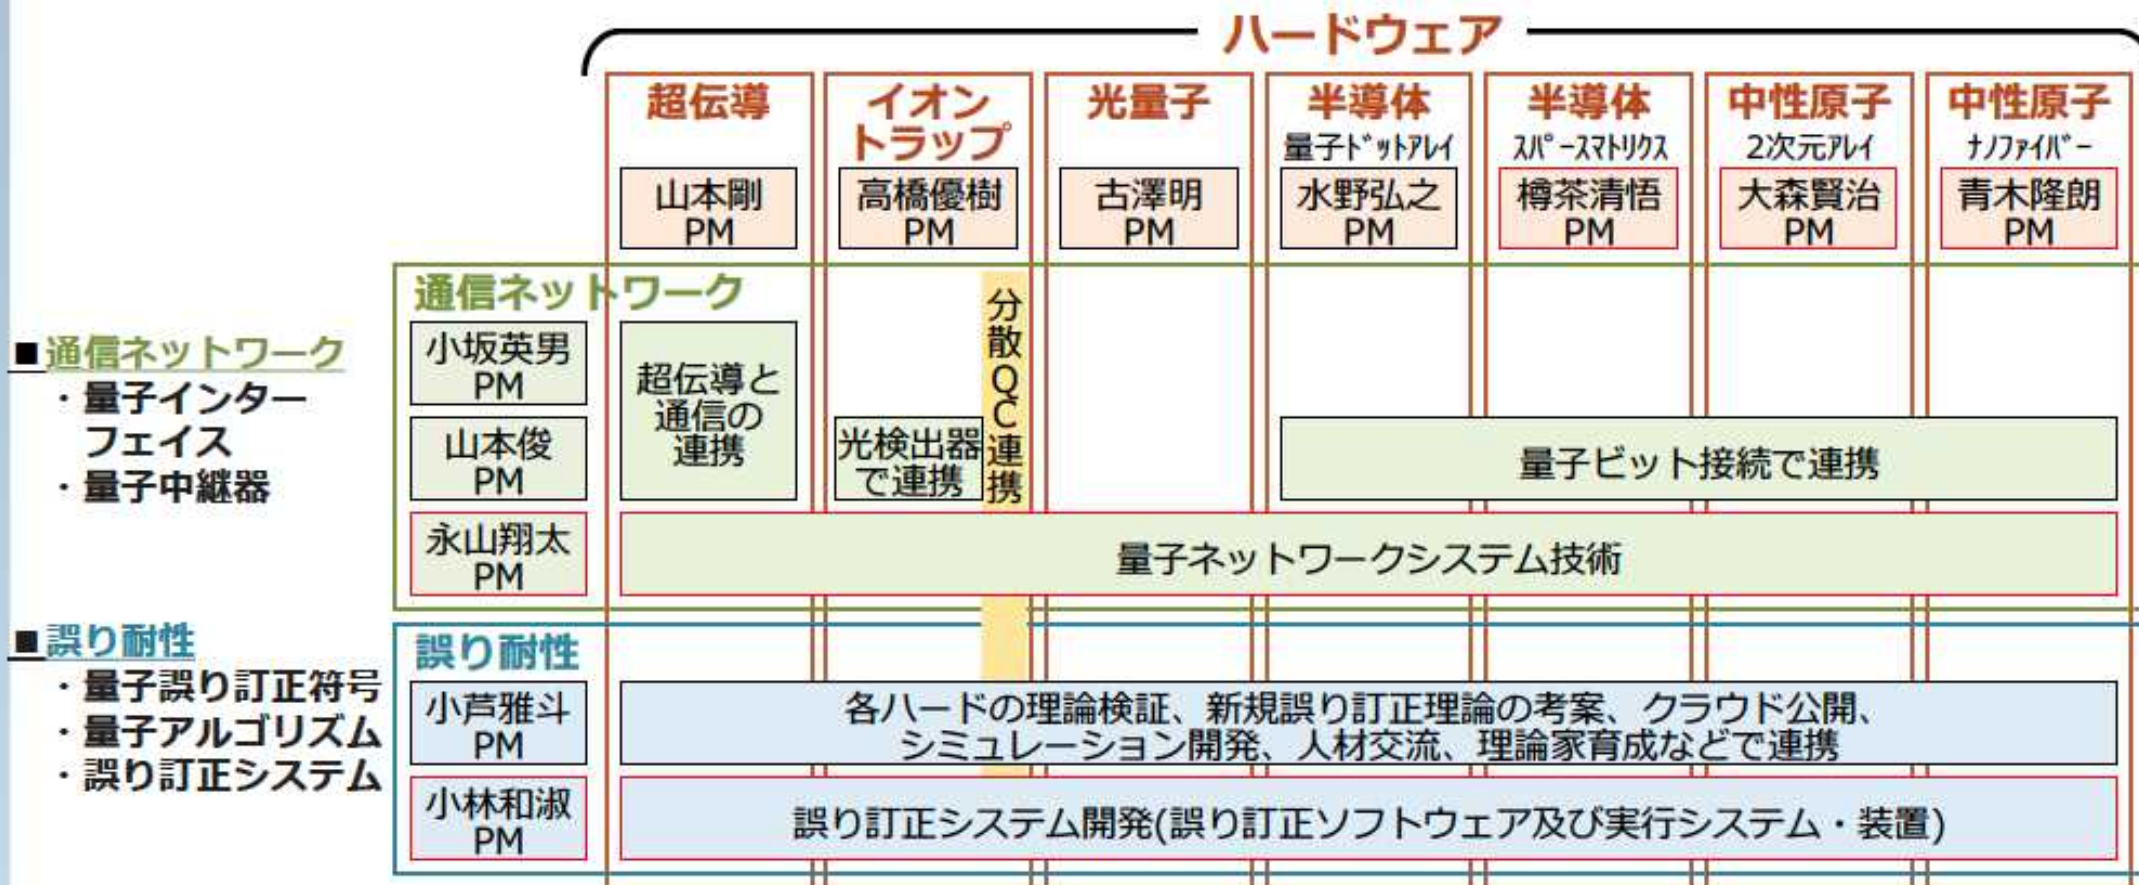 ハードウェア
超伝導
山本剛
PM
イオン
トラップ
高橋優樹
PM
光量子
古澤明
PM
半導体
量子ﾄﾞｯﾄｱﾚｲ
水野弘之
PM
半導体
ｽﾊﾟｰｽﾏﾄﾘｸｽ
樽茶清悟
PM
中性原子
2次元ｱﾚｲ
大森賢治
PM
中性原子
ﾅﾉﾌｧｲﾊﾞｰ
青木隆朗
PM
■通信ネットワーク
・量子インター
フェイス
・量子中継器
通信ネットワーク
小坂英男
PM
山本俊
PM
永山翔太
PM
超伝導と
通信の
連携
光検出器
で連携
分散QC連携
量子ビット接続で連携
量子ネットワークシステム技術
■誤り耐性
・量子誤り訂正符号
・量子アルゴリズム
・誤り訂正システム
誤り耐性
小芦雅斗
PM
各ハードの理論検証、新規誤り訂正理論の考案、クラウド公開、
シミュレーション開発、人材交流、理論家育成などで連携
小林和淑
PM
誤り訂正システム開発(誤り訂正ソフトウェア及び実行システム・装置)